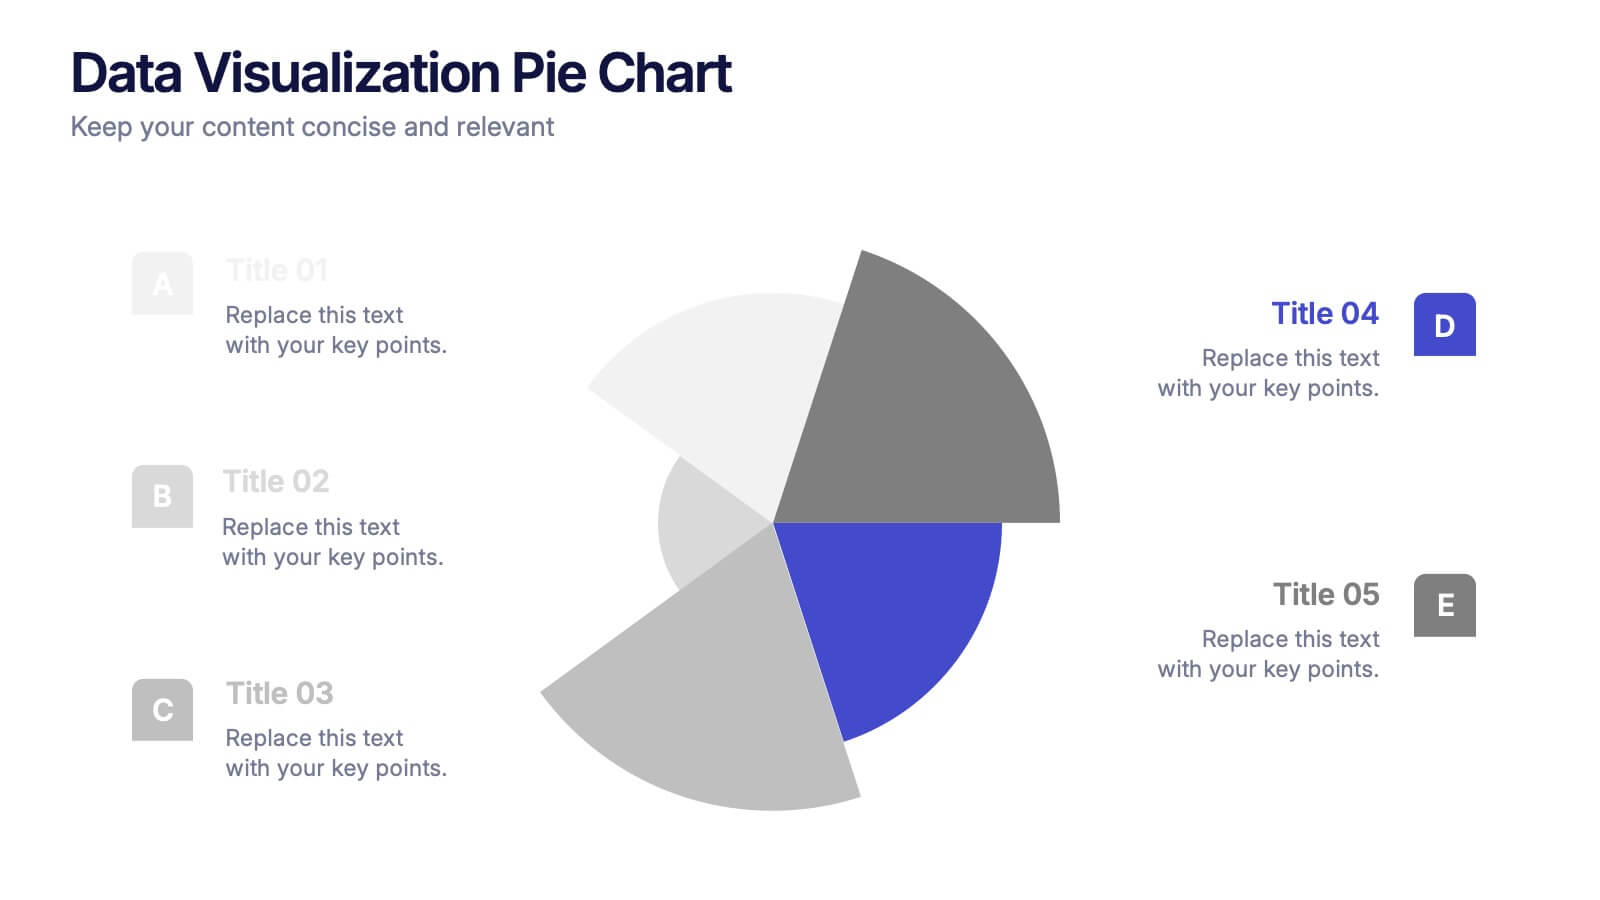 Data Visualization Pie Chart
Keep your content concise and relevant
A
Title 01
Replace this text
with your key points.
B
Title 02
Replace this text
with your key points.
C
Title 03
Replace this text
with your key points.
Title 04
D
Replace this text
with your key points.
Title 05
E
Replace this text
with your key points.